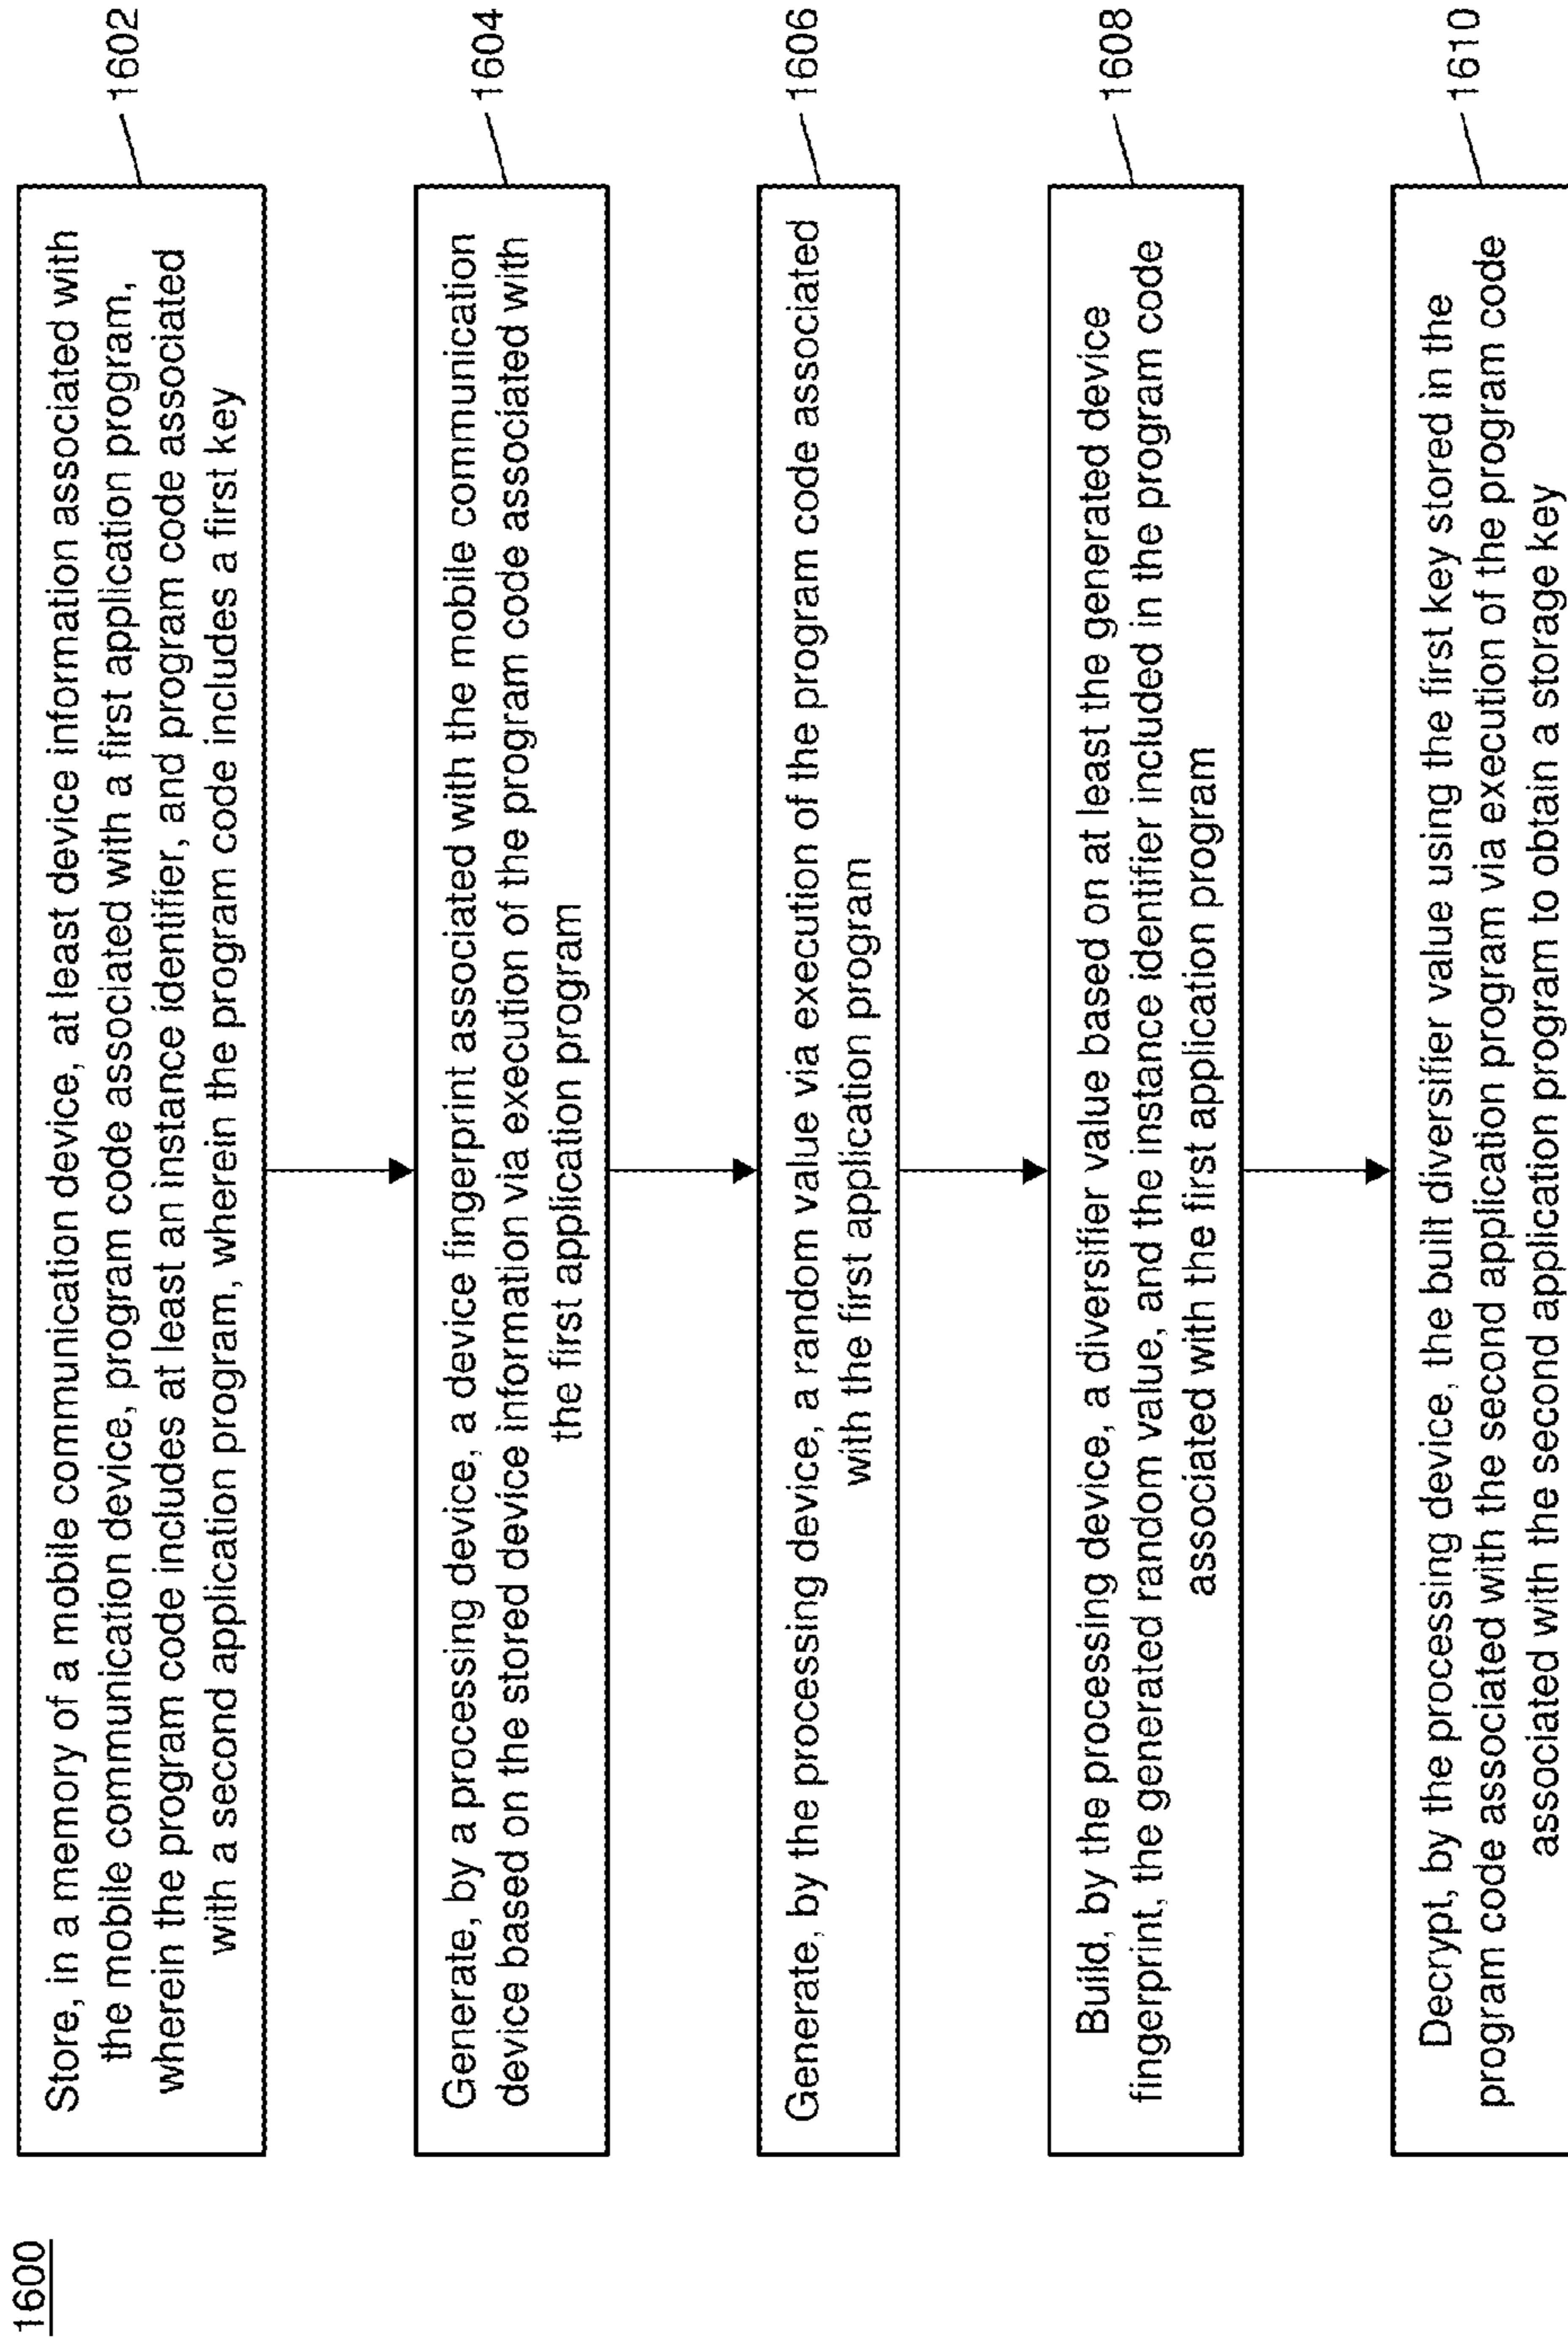 1600
Store, in a memory of a mobile communication device, at least device information associated with
the mobile communication device, program code associated with a first application program,
wherein the program code includes at least an instance identifier, and program code associated
with a second application program, wherein the program code includes a first key
1602
Generate, by a processing device, a device fingerprint associated with the mobile communication
device based on the stored device information via execution of the program code associated with
the first application program
1604
Generate, by the processing device, a random value via execution of the program code associated
with the first application program
1606
Build, by the processing device, a diversifier value based on at least the generated device
fingerprint, the generated random value, and the instance identifier included in the program code
associated with the first application program
1608
Decrypt, by the processing device, the built diversifier value using the first key stored in the
program code associated with the second application program via execution of the program code
associated with the second application program to obtain a storage key
1610